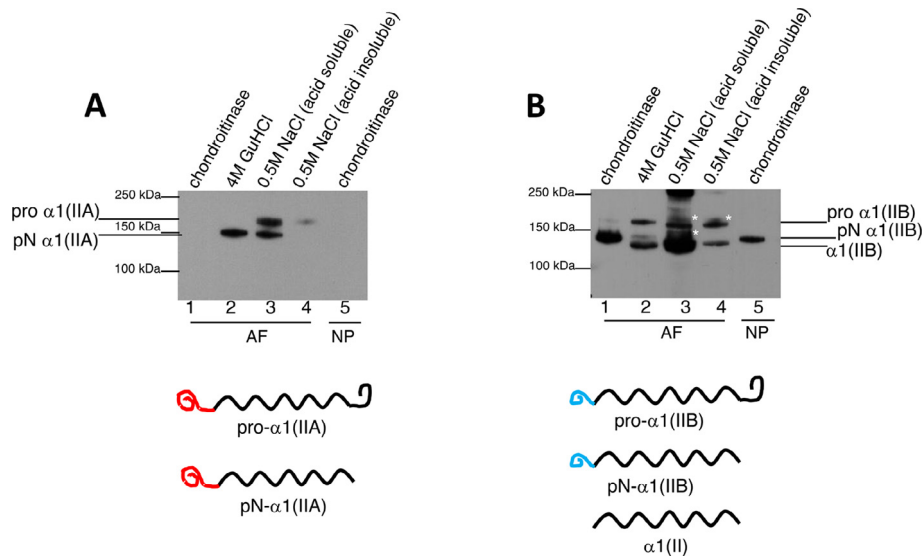 A
chondroitinase
4M GuHCl
0.5M NaCl (acid soluble)
0.5M NaCl (acid insoluble)
chondroitinase
250 kDa
pro α1(IIA)
150 kDa
pN α1(IIA)
100 kDa
1 2 3 4 5
AF NP
pro-α1(IIA)
pN-α1(IIA)
B
chondroitinase
4M GuHCl
0.5M NaCl (acid soluble)
0.5M NaCl (acid insoluble)
chondroitinase
250 kDa
150 kDa
100 kDa
* * *
pro α1(IIB)
pN α1(IIB)
α1(IIB)
1 2 3 4 5
AF NP
pro-α1(IIB)
pN-α1(IIB)
α1(II)